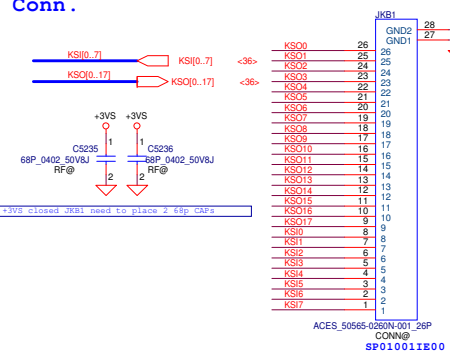 Conn.
JKB1
KSI[0..7] KSI[0..7] <36>
KSO[0..17] KSO[0..17] <36>
GND2 28
GND1 27
KSO0 26 26
KSO1 25 25
KSO2 24 24
KSO3 23 23
KSO4 22 22
KSO5 21 21
KSO6 20 20
KSO7 19 19
KSO8 18 18
KSO9 17 17
KSO10 16 16
KSO11 15 15
KSO12 14 14
KSO13 13 13
KSO14 12 12
KSO15 11 11
KSO16 10 10
KSO17 9 9
KSI0 8 8
KSI1 7 7
KSI2 6 6
KSI3 5 5
KSI4 4 4
KSI5 3 3
KSI6 2 2
KSI7 1 1
+3VS +3VS
1 1
C5235 C5236
68P_0402_50V8J 68P_0402_50V8J
RF@ RF@
2 2
+3VS closed JKB1 need to place 2 68p CAPs
ACES_50565-0260N-001_26P
CONN@
SP01001IE00